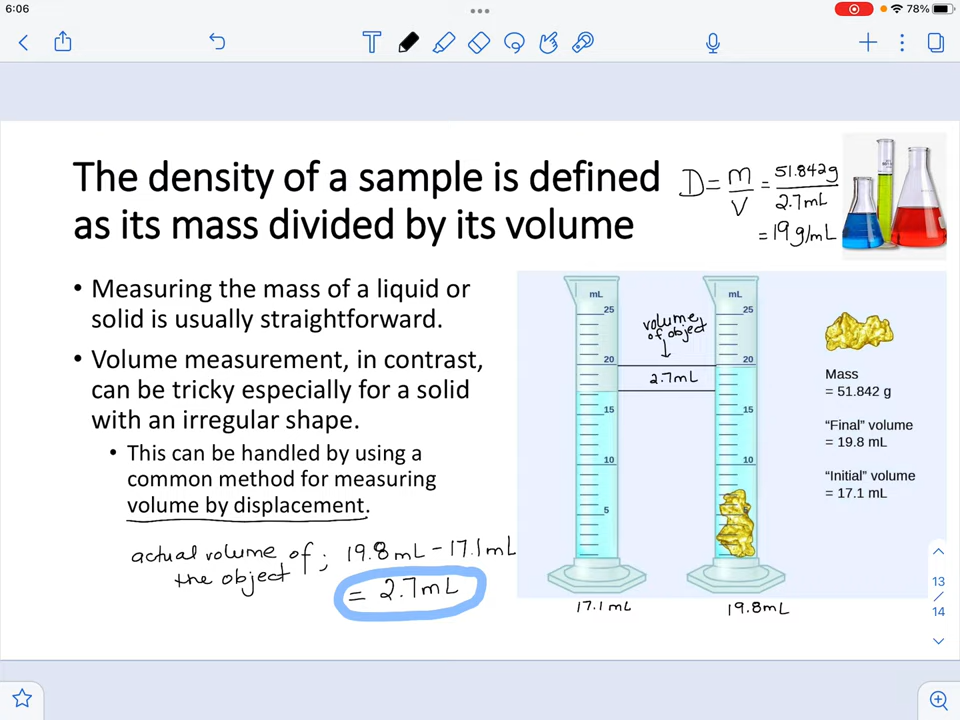 6:06
78%
T
The density of a sample is defined
as its mass divided by its volume
D = m/V = 51.842g/2.7mL
= 19g/mL
• Measuring the mass of a liquid or
solid is usually straightforward.
• Volume measurement, in contrast,
can be tricky especially for a solid
with an irregular shape.
• This can be handled by using a
common method for measuring
volume by displacement.
actual volume of ; 19.8mL - 17.1mL
the object
= 2.7mL
mL
25
20
15
10
5
17.1mL
volume
of object
2.7mL
mL
25
20
15
10
19.8mL
Mass
= 51.842 g
“Final” volume
= 19.8 mL
“Initial” volume
= 17.1 mL
13
/
14